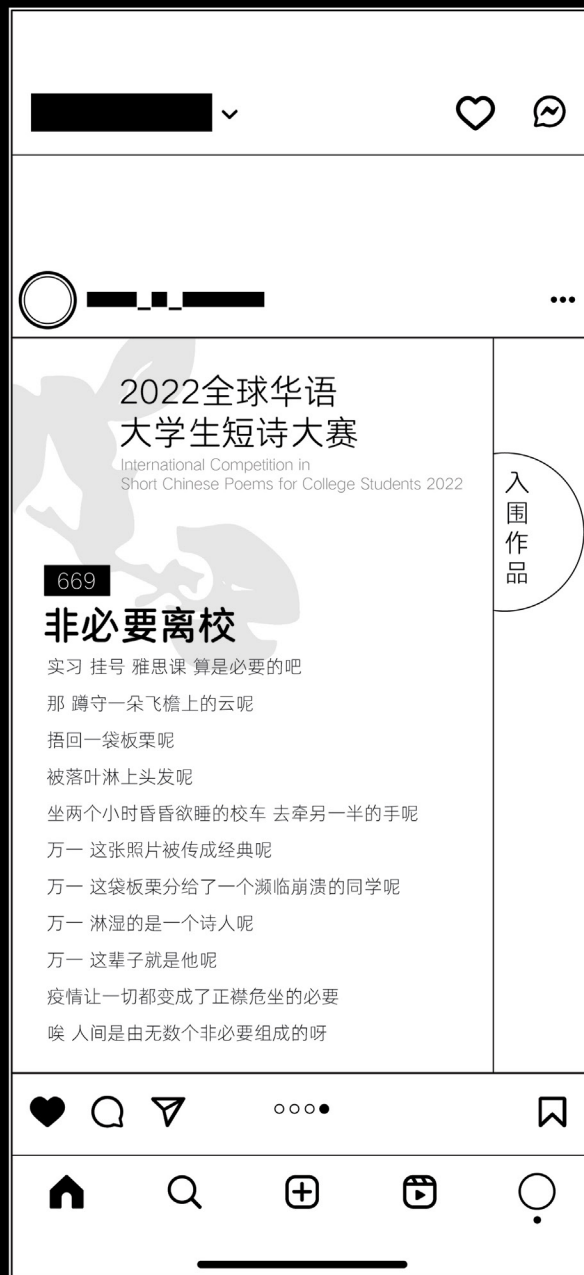 2022全球华语
大学生短诗大赛
International Competition in
Short Chinese Poems for College Students 2022
入围作品
669
非必要离校
实习 挂号 雅思课 算是必要的吧
那 蹲守一朵飞檐上的云呢
捂回一袋板栗呢
被落叶淋上头发呢
坐两个小时昏昏欲睡的校车 去牵另一半的手呢
万一 这张照片被传成经典呢
万一 这袋板栗分给了一个濒临崩溃的同学呢
万一 淋湿的是一个诗人呢
万一 这辈子就是他呢
疫情让一切都变成了正襟危坐的必要
唉 人间是由无数个非必要组成的呀